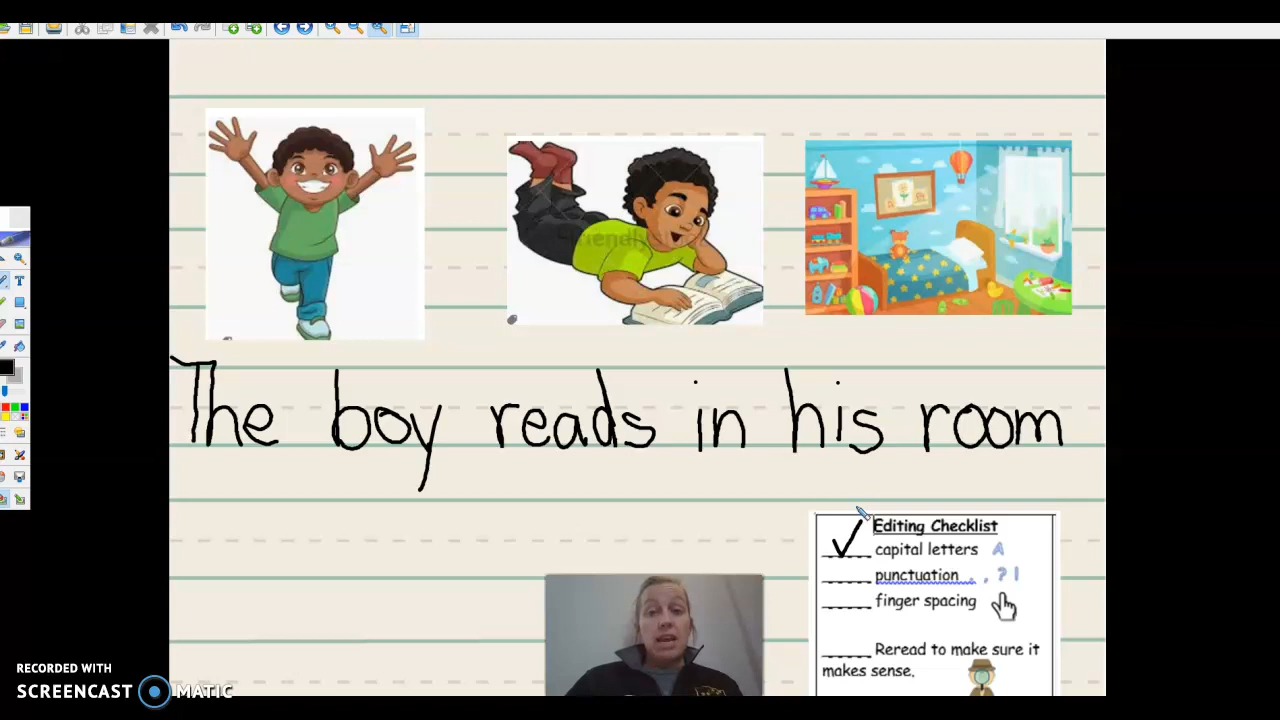 The boy reads in his room
Editing Checklist
capital letters A
punctuation . , ? !
finger spacing
Reread to make sure it
makes sense.
RECORDED WITH
SCREENCAST MATIC